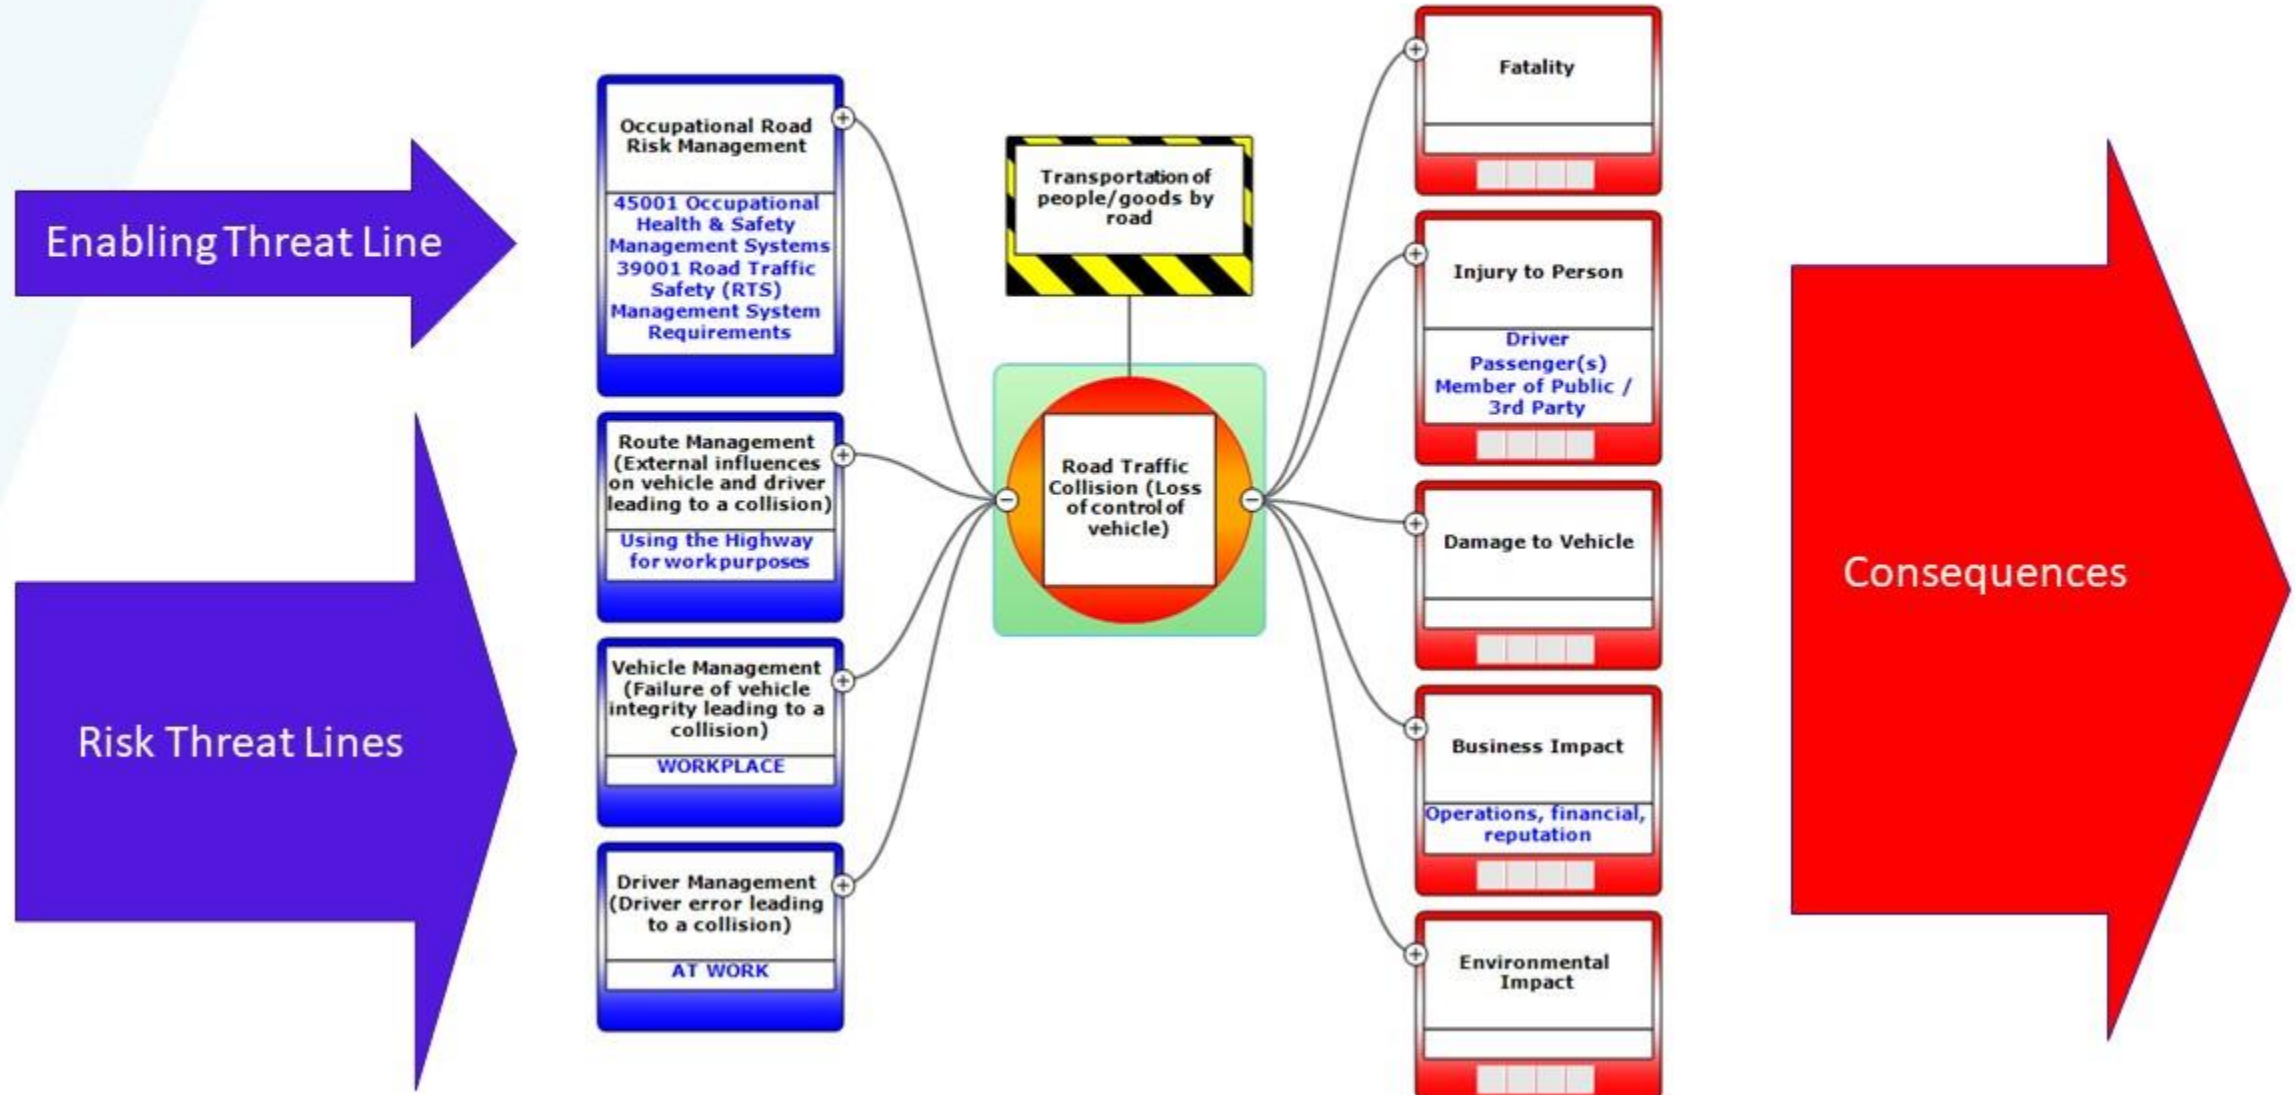 Enabling Threat Line
Risk Threat Lines
Occupational Road
Risk Management
45001 Occupational
Health & Safety
Management Systems
39001 Road Traffic
Safety (RTS)
Management System
Requirements
Route Management
(External influences
on vehicle and driver
leading to a collision)
Using the Highway
for work purposes
Vehicle Management
(Failure of vehicle
integrity leading to a
collision)
WORKPLACE
Driver Management
(Driver error leading
to a collision)
AT WORK
Transportation of
people/goods by
road
Road Traffic
Collision (Loss
of control of
vehicle)
Fatality
Injury to Person
Driver
Passenger(s)
Member of Public /
3rd Party
Damage to Vehicle
Business Impact
Operations, financial,
reputation
Environmental
Impact
Consequences